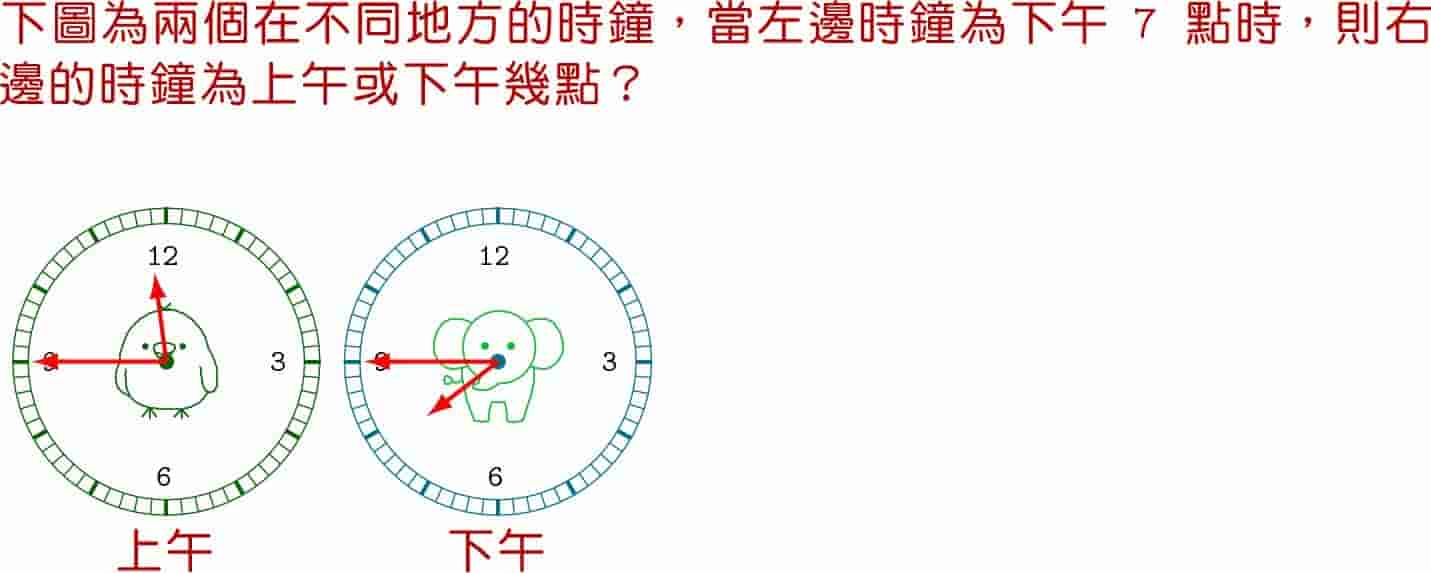 下圖為兩個在不同地方的時鐘，當左邊時鐘為下午 7 點時，則右
邊的時鐘為上午或下午幾點？
12 12
9 3 9 3
6 6
上午 下午